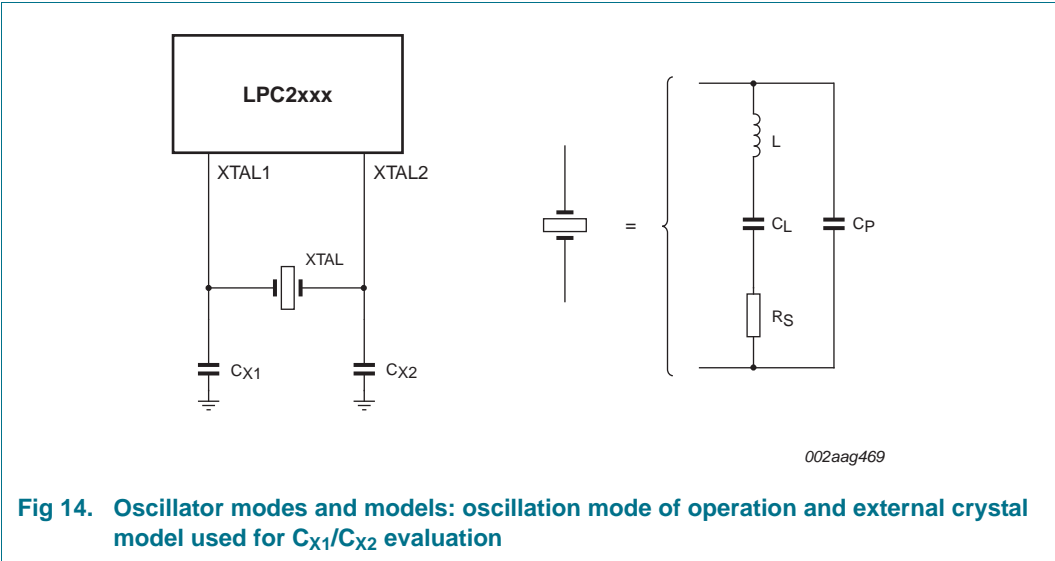 LPC2xxx
XTAL1
XTAL2
XTAL
CX1
CX2
=
L
CL
CP
RS
002aag469
Fig 14. Oscillator modes and models: oscillation mode of operation and external crystal
model used for CX1/CX2 evaluation